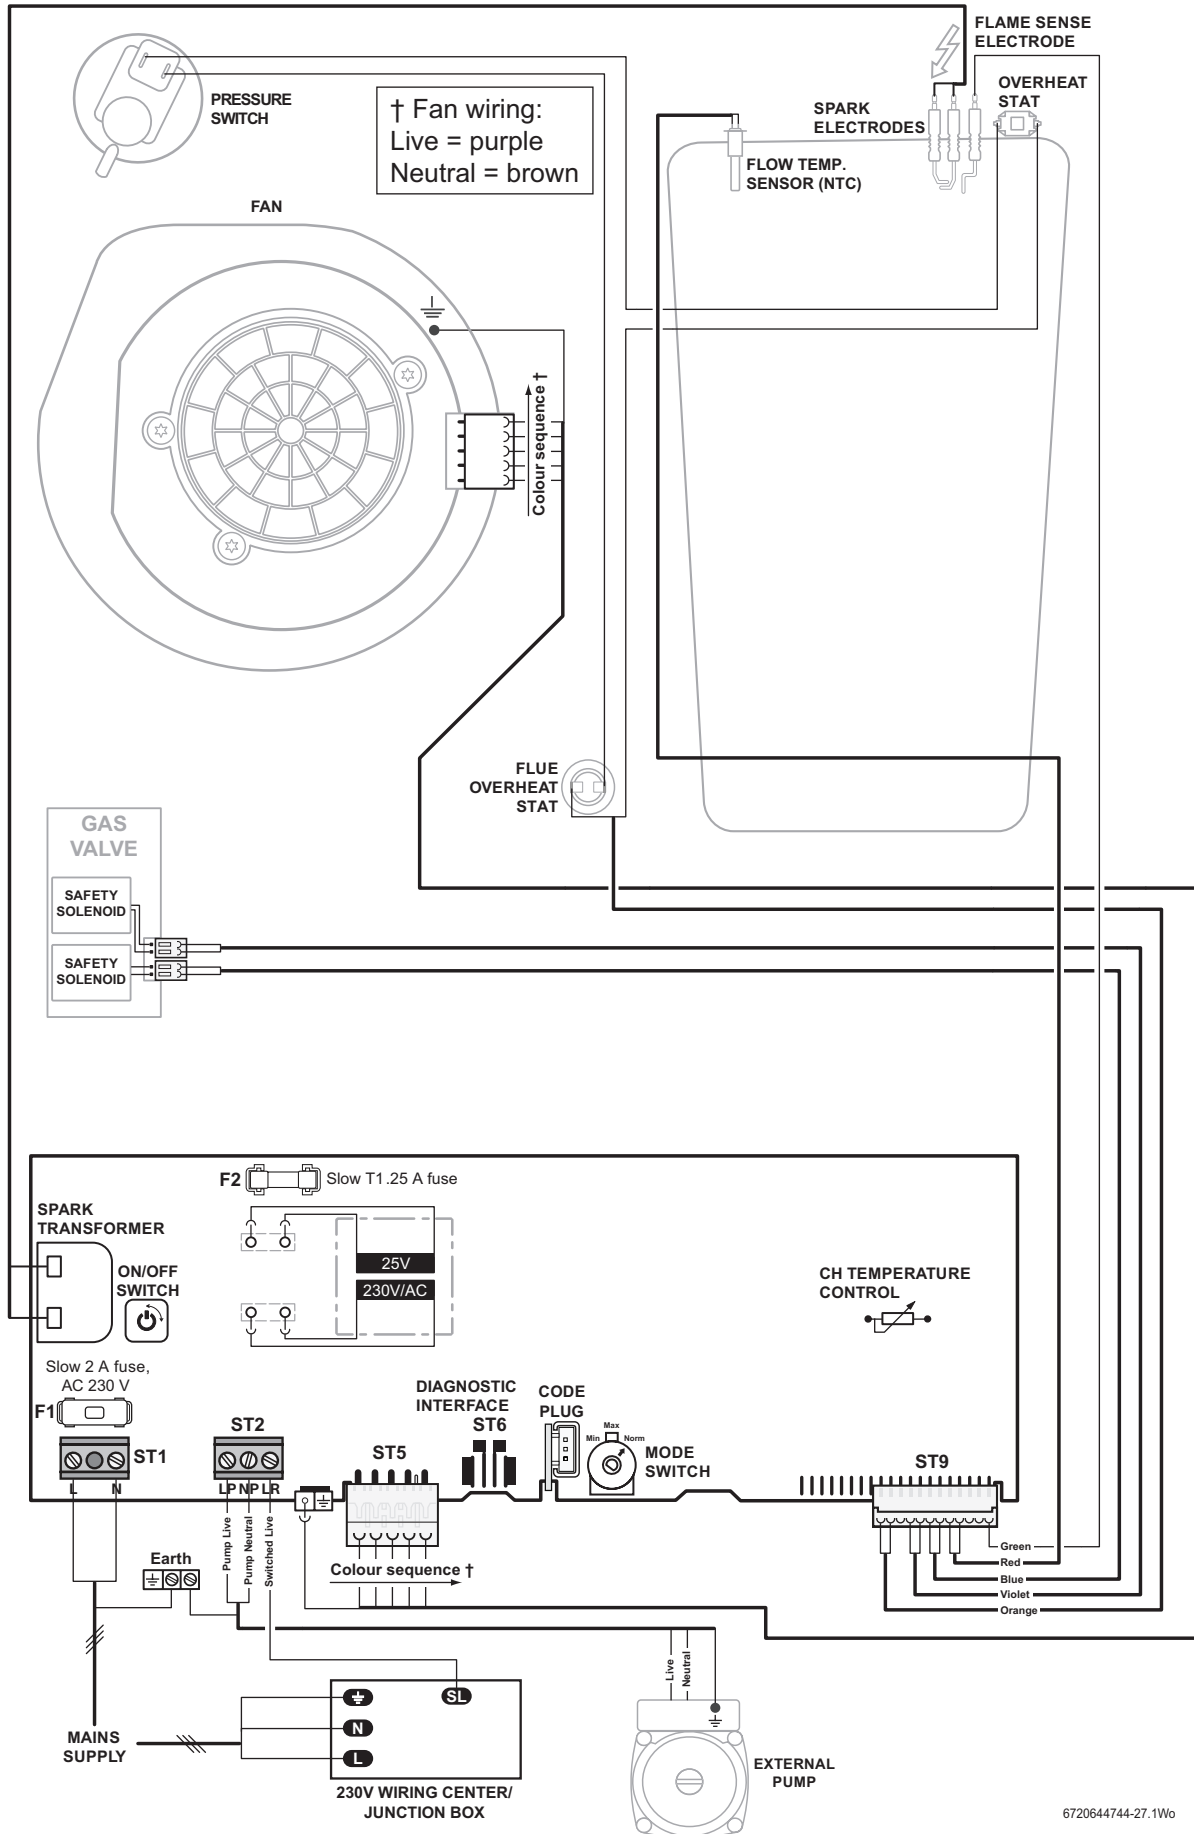 FLAME SENSE
ELECTRODE
PRESSURE
SWITCH
† Fan wiring:
Live = purple
Neutral = brown
SPARK
ELECTRODES
OVERHEAT
STAT
FLOW TEMP.
SENSOR (NTC)
FAN
Colour sequence †
FLUE
OVERHEAT
STAT
GAS
VALVE
SAFETY
SOLENOID
SAFETY
SOLENOID
F2
Slow T1.25 A fuse
SPARK
TRANSFORMER
ON/OFF
SWITCH
25V
230V/AC
CH TEMPERATURE
CONTROL
Slow 2 A fuse,
AC 230 V
F1
ST1
L N
ST2
LP NP LR
ST5
DIAGNOSTIC
INTERFACE
ST6
CODE
PLUG
Min Max Norm
MODE
SWITCH
ST9
Pump Live
Pump Neutral
Switched Live
Earth
Colour sequence †
Green
Red
Blue
Violet
Orange
Live
Neutral
MAINS
SUPPLY
SL
N
L
230V WIRING CENTER/
JUNCTION BOX
EXTERNAL
PUMP
6720644744-27.1Wo